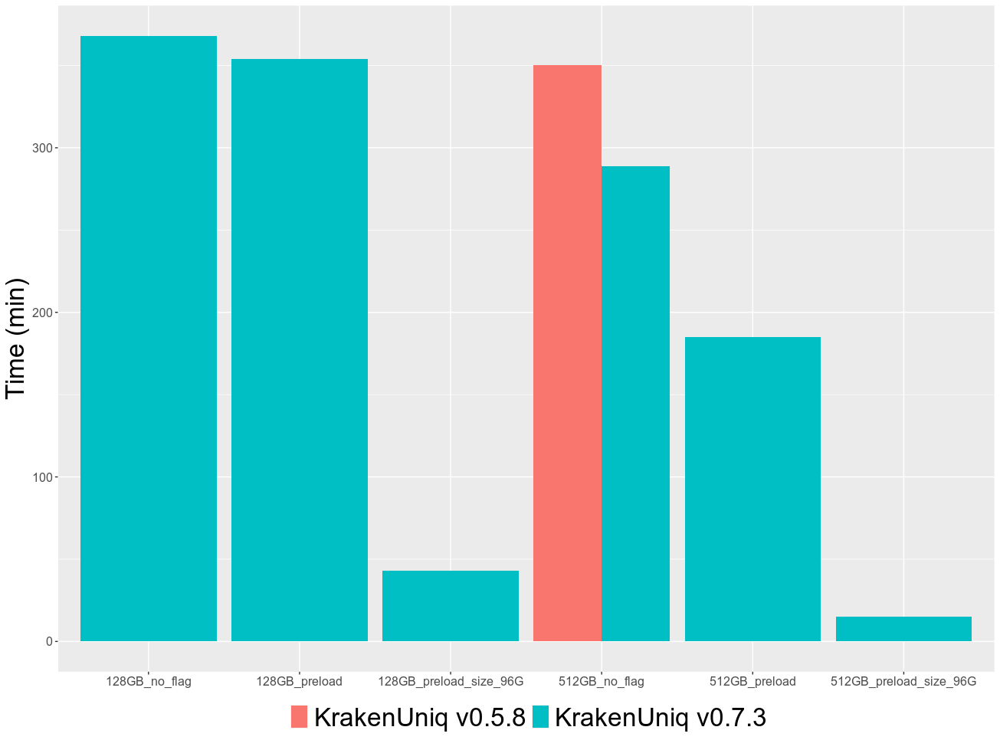 Time (min)
300
200
100
0
128GB_no_flag
128GB_preload
128GB_preload_size_96G
512GB_no_flag
512GB_preload
512GB_preload_size_96G
KrakenUniq v0.5.8
KrakenUniq v0.7.3